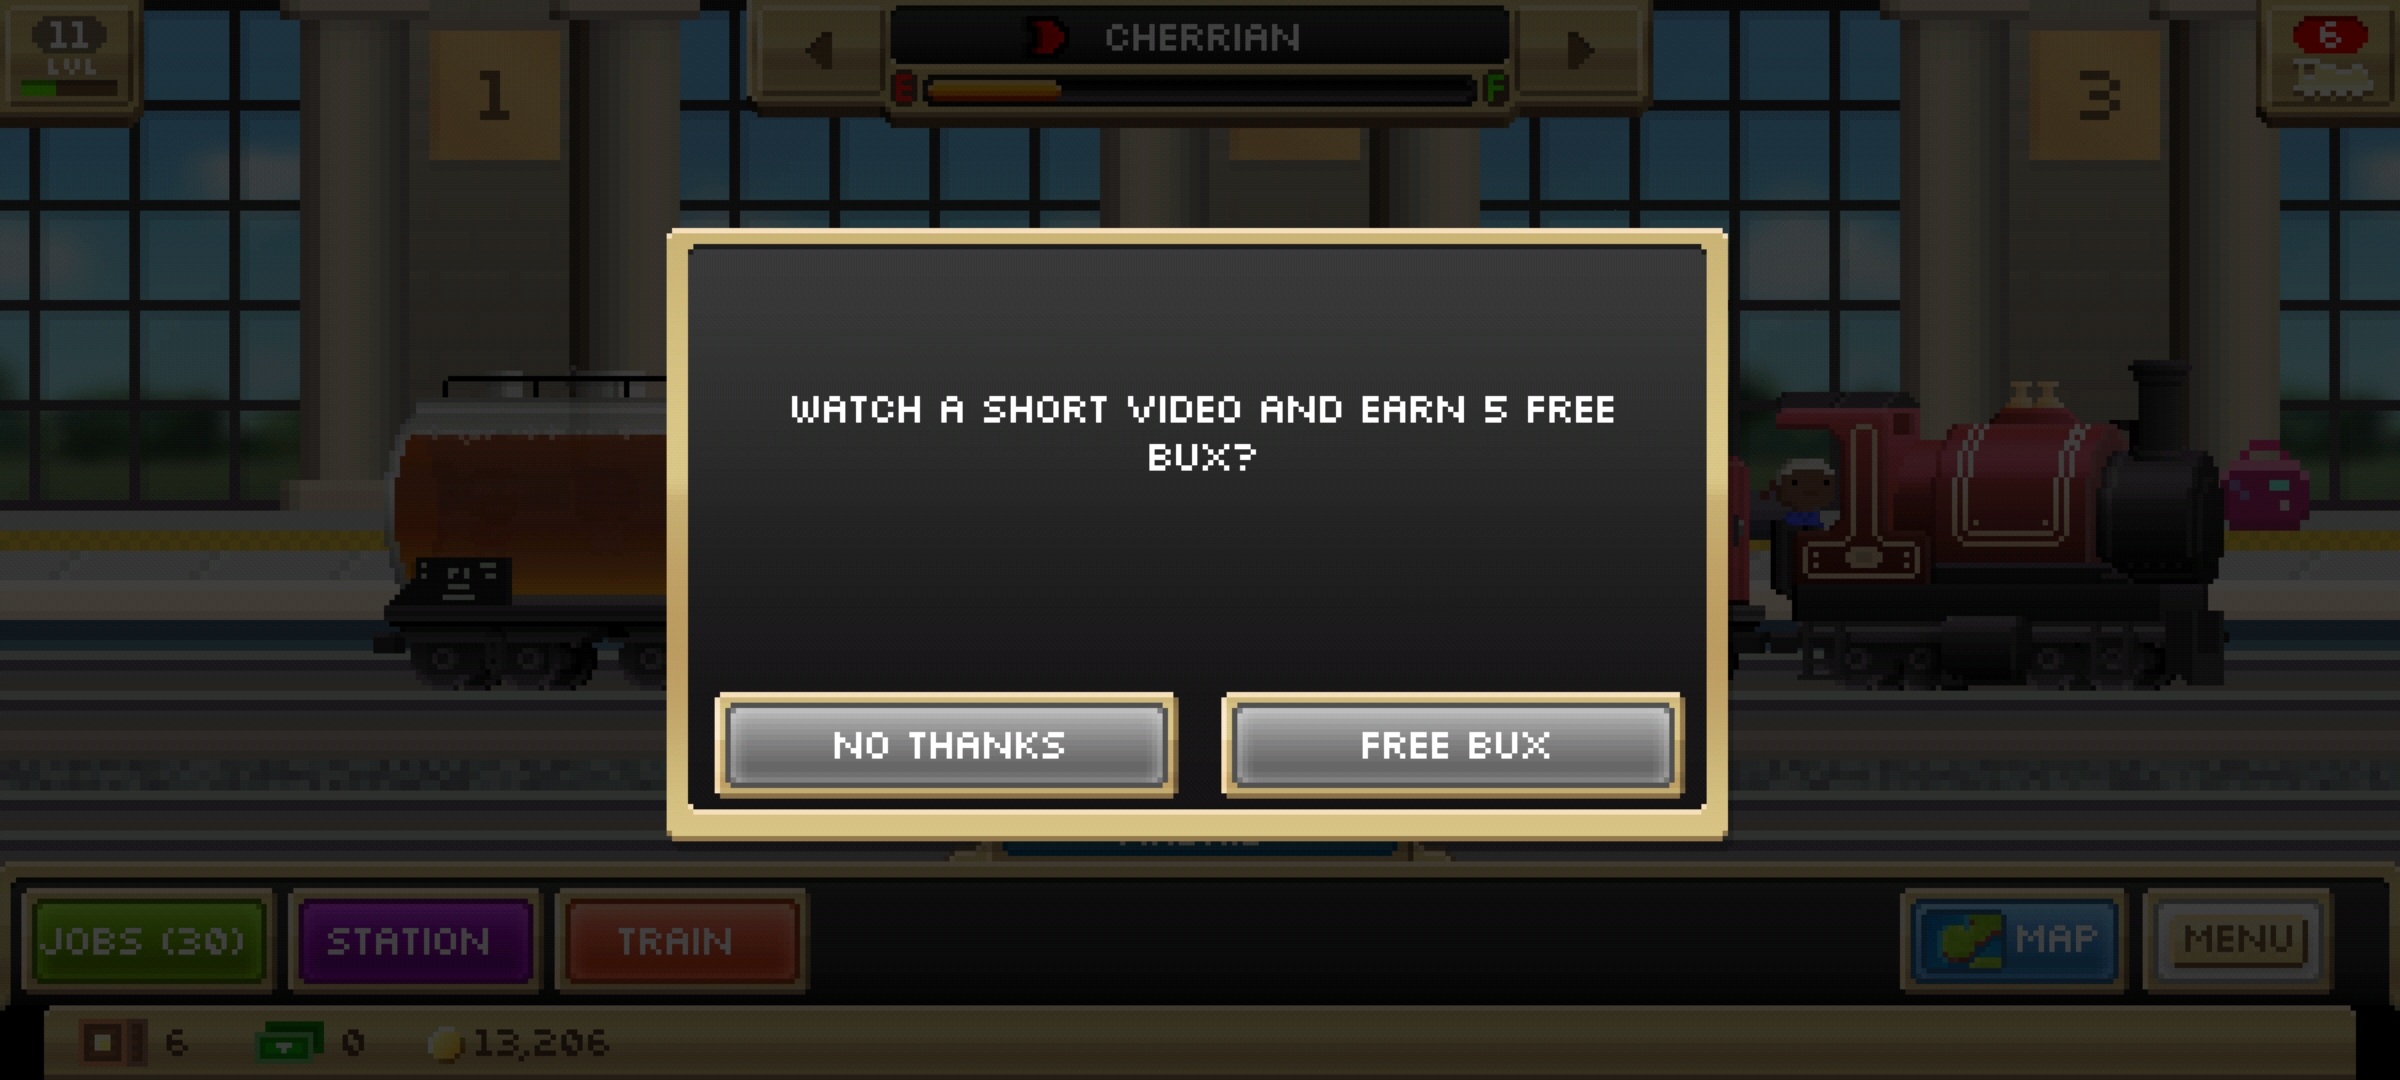 11
LVL
1
CHERRIAN
E
F
6
3
WATCH A SHORT VIDEO AND EARN 5 FREE
BUX?
NO THANKS
FREE BUX
JOBS (30)
STATION
TRAIN
MAP
MENU
6
0
13,206